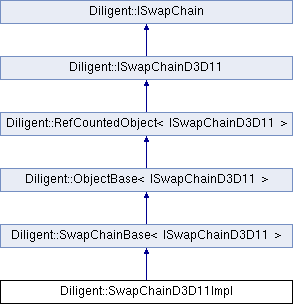 Diligent::ISwapChain
Diligent::ISwapChainD3D11
Diligent::RefCountedObject< ISwapChainD3D11 >
Diligent::ObjectBase< ISwapChainD3D11 >
Diligent::SwapChainBase< ISwapChainD3D11 >
Diligent::SwapChainD3D11Impl